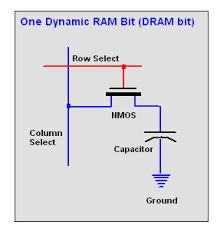 One Dynamic RAM Bit (DRAM bit)
Row Select
NMOS
Column
Select
Capacitor
Ground